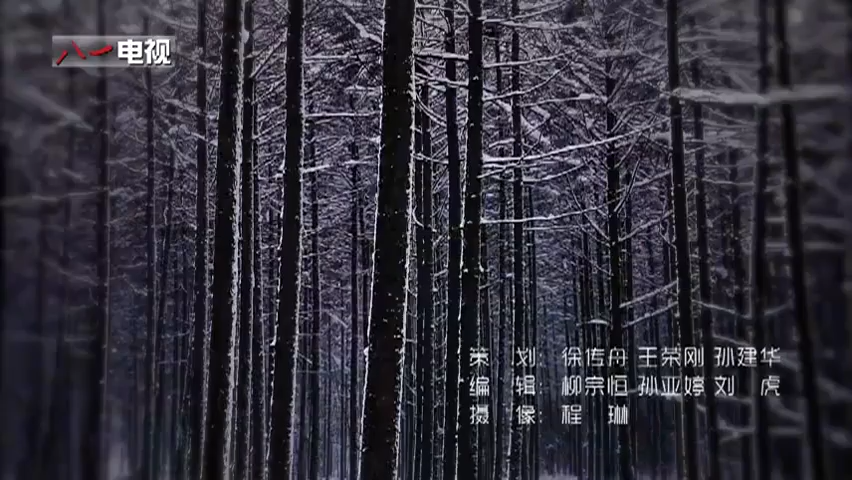 八一电视
策 划：徐传舟 王荣刚 孙建华
编 辑：柳宗恒 孙亚婷 刘 虎
摄 像：程 琳